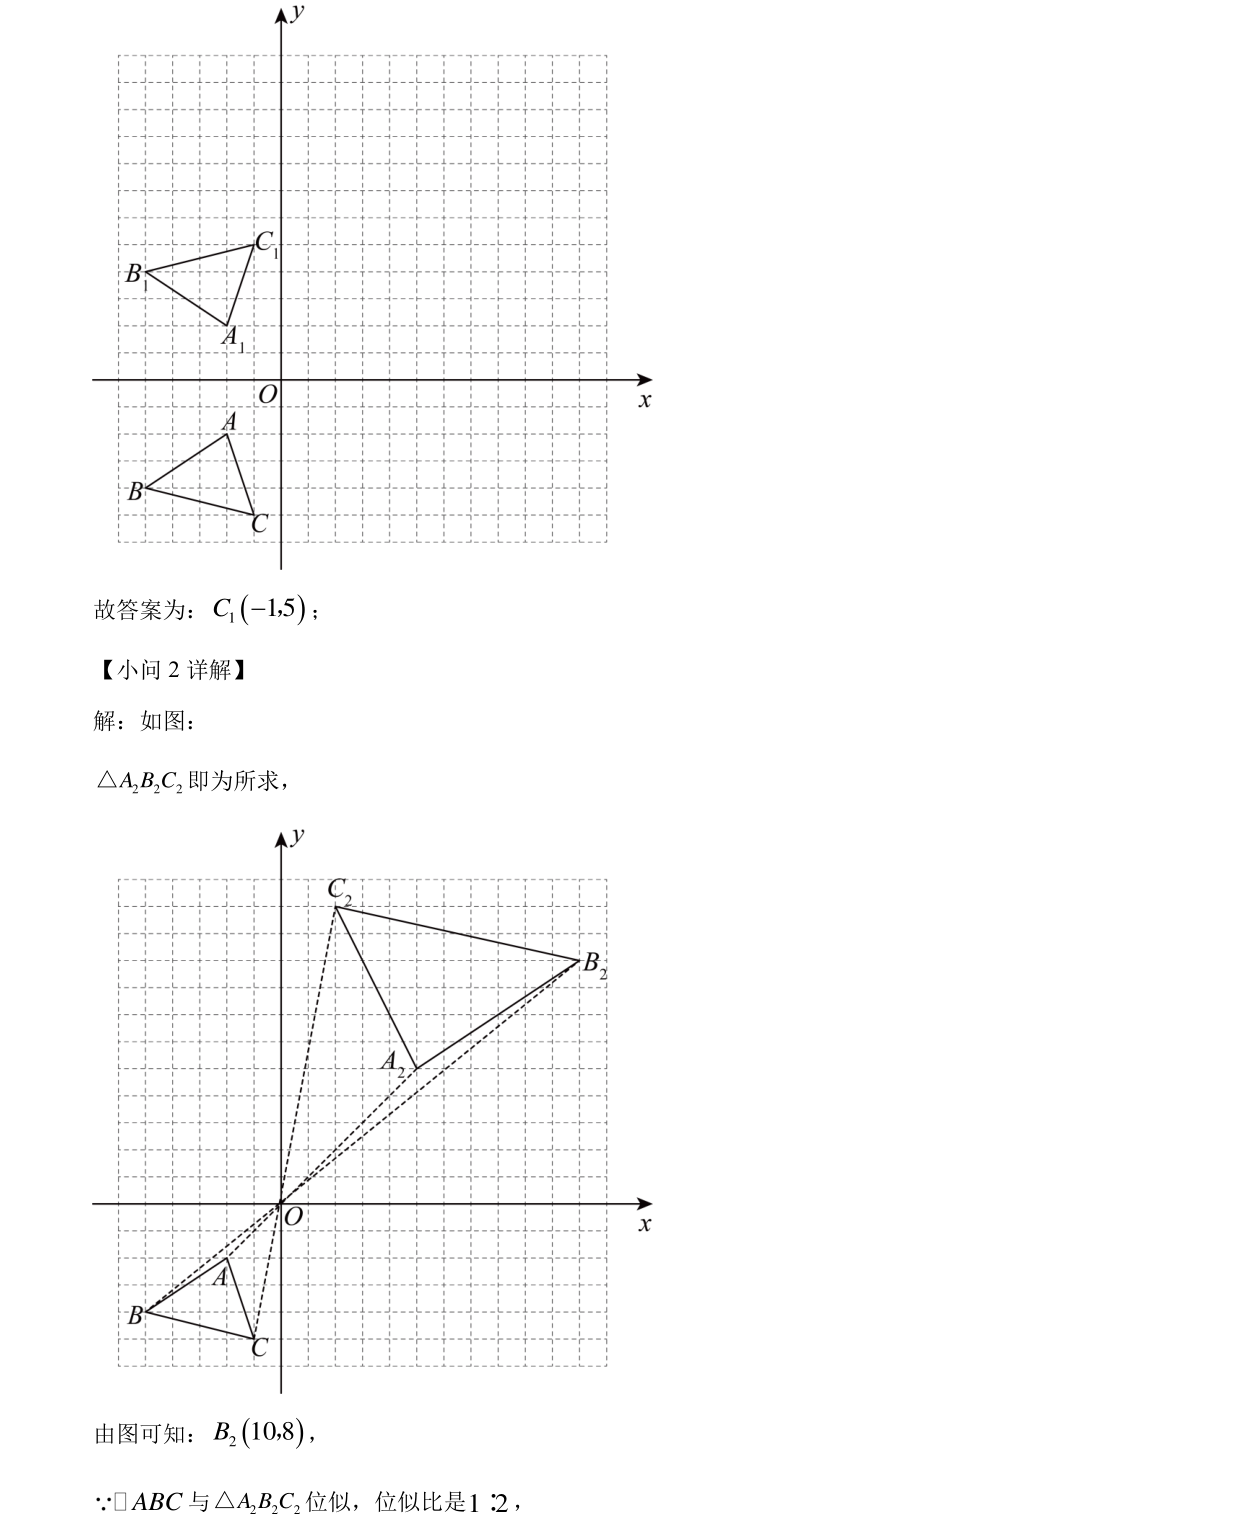 y
C₁
B₁
A₁
O
x
A
B
C
故答案为：C₁(−1,5)；
【小问 2 详解】
解：如图：
△A₂B₂C₂ 即为所求，
y
C₂
B₂
A₂
O
x
A
B
C
由图可知：B₂(10,8)，
∵□ABC 与△A₂B₂C₂ 位似，位似比是1∶2，